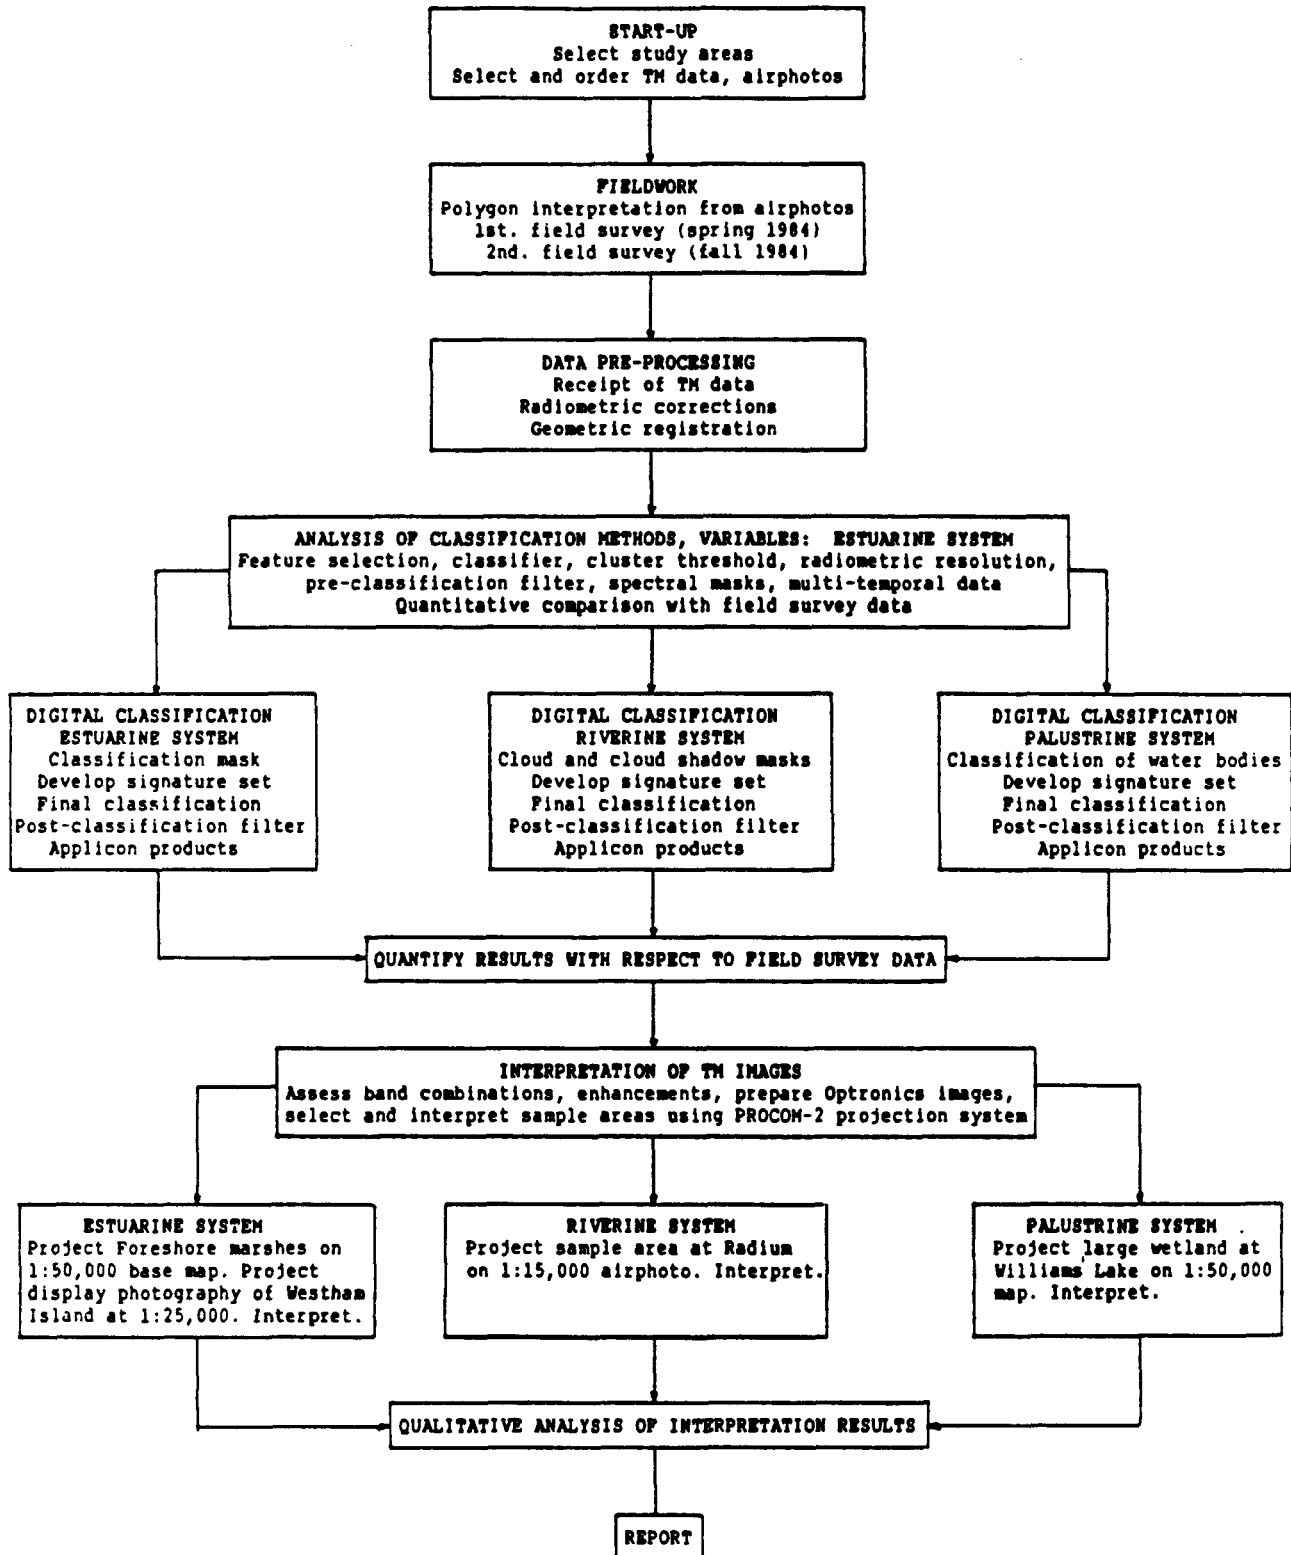 START-UP
Select study areas
Select and order TM data, airphotos
FIELDWORK
Polygon interpretation from airphotos
1st. field survey (spring 1984)
2nd. field survey (fall 1984)
DATA PRE-PROCESSING
Receipt of TM data
Radiometric corrections
Geometric registration
ANALYSIS OF CLASSIFICATION METHODS, VARIABLES: ESTUARINE SYSTEM
Feature selection, classifier, cluster threshold, radiometric resolution,
pre-classification filter, spectral masks, multi-temporal data
Quantitative comparison with field survey data
DIGITAL CLASSIFICATION
ESTUARINE SYSTEM
Classification mask
Develop signature set
Final classification
Post-classification filter
Applicon products
DIGITAL CLASSIFICATION
RIVERINE SYSTEM
Cloud and cloud shadow masks
Develop signature set
Final classification
Post-classification filter
Applicon products
DIGITAL CLASSIFICATION
PALUSTRINE SYSTEM
Classification of water bodies
Develop signature set
Final classification
Post-classification filter
Applicon products
QUANTIFY RESULTS WITH RESPECT TO FIELD SURVEY DATA
INTERPRETATION OF TM IMAGES
Assess band combinations, enhancements, prepare Optronics images,
select and interpret sample areas using PROCOM-2 projection system
ESTUARINE SYSTEM
Project Foreshore marshes on
1:50,000 base map. Project
display photography of Westham
Island at 1:25,000. Interpret.
RIVERINE SYSTEM
Project sample area at Radium
on 1:15,000 airphoto. Interpret.
PALUSTRINE SYSTEM
Project large wetland at
Williams Lake on 1:50,000
map. Interpret.
QUALITATIVE ANALYSIS OF INTERPRETATION RESULTS
REPORT